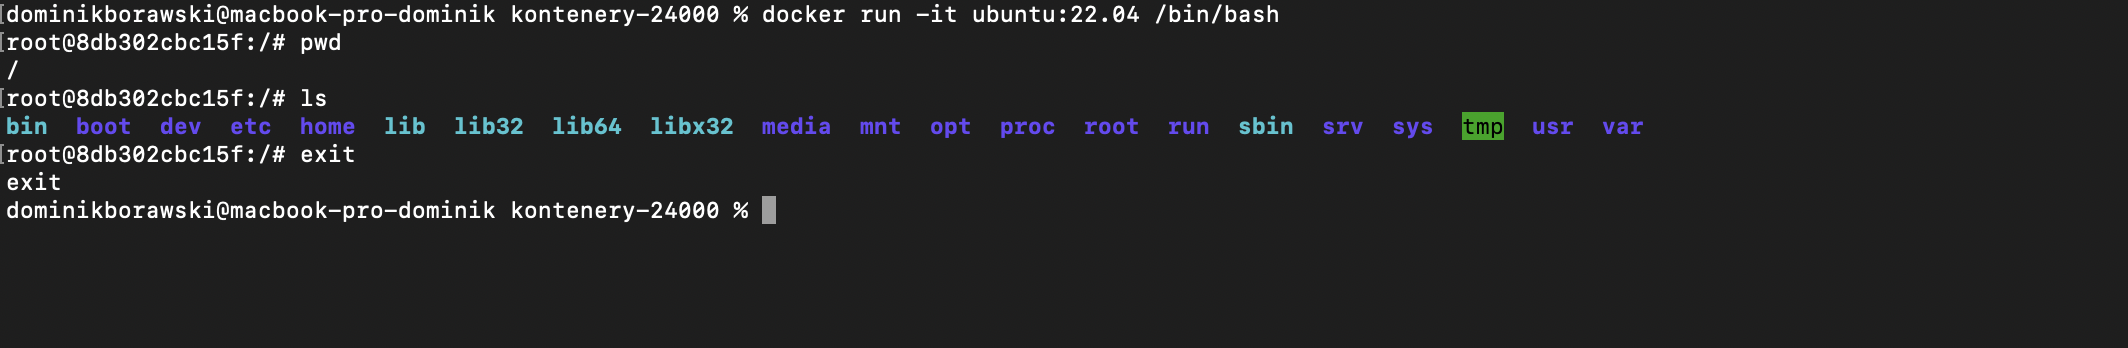 [dominikborawski@macbook-pro-dominik kontenery-24000 % docker run -it ubuntu:22.04 /bin/bash
[root@8db302cbc15f:/# pwd
/
[root@8db302cbc15f:/# ls
bin  boot  dev  etc  home  lib  lib32  lib64  libx32  media  mnt  opt  proc  root  run  sbin  srv  sys  tmp  usr  var
[root@8db302cbc15f:/# exit
exit
dominikborawski@macbook-pro-dominik kontenery-24000 %